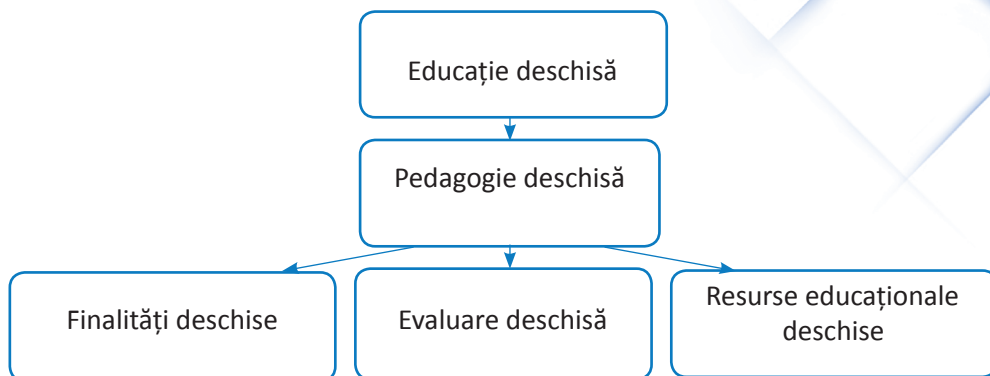 Educație deschisă
Pedagogie deschisă
Finalități deschise
Evaluare deschisă
Resurse educaționale
deschise